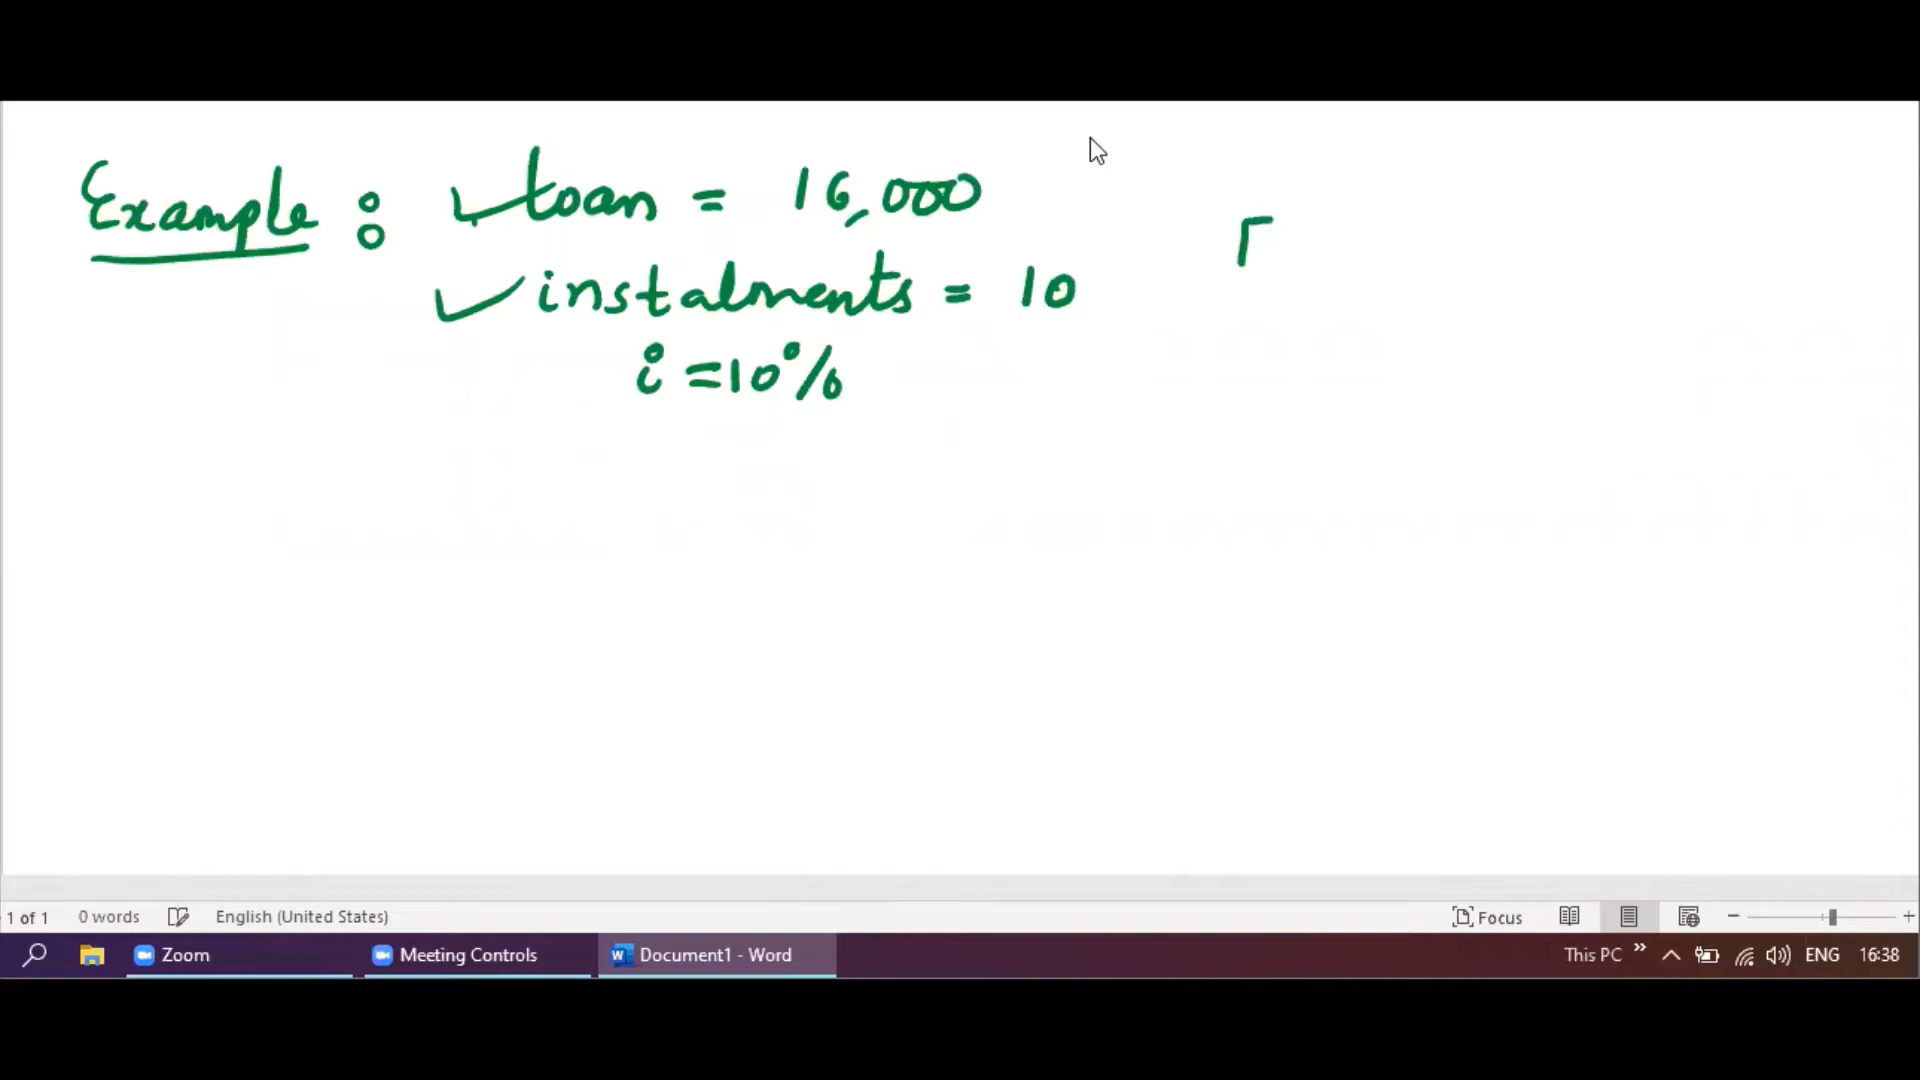 Example : loan = 16,000
instalments = 10
i = 10%
1 of 1 0 words English (United States) Focus
Zoom Meeting Controls Document1 - Word This PC ENG 16:38